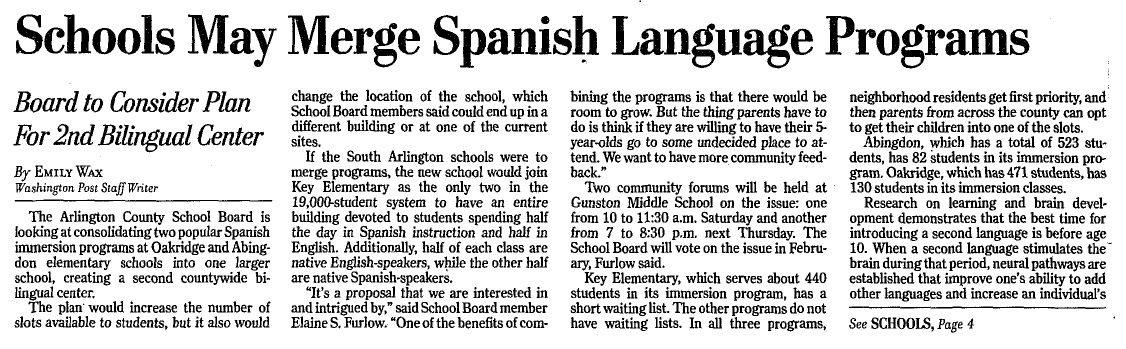 Schools May Merge Spanish Language Programs
Board to Consider Plan
For 2nd Bilingual Center
By EMILY WAX
Washington Post Staff Writer
The Arlington County School Board is
looking at consolidating two popular Spanish
immersion programs at Oakridge and Abing-
don elementary schools into one larger
school, creating a second countywide bi-
lingual center.
The plan would increase the number of
slots available to students, but it also would
change the location of the school, which
School Board members said could end up in a
different building or at one of the current
sites.
If the South Arlington schools were to
merge programs, the new school would join
Key Elementary as the only two in the
19,000-student system to have an entire
building devoted to students spending half
the day in Spanish instruction and half in
English. Additionally, half of each class are
native English-speakers, while the other half
are native Spanish-speakers.
"It's a proposal that we are interested in
and intrigued by," said School Board member
Elaine S. Furlow. "One of the benefits of com-
bining the programs is that there would be
room to grow. But the thing parents have to
do is think if they are willing to have their 5-
year-olds go to some undecided place to at-
tend. We want to have more community feed-
back."
Two community forums will be held at
Gunston Middle School on the issue: one
from 10 to 11:30 a.m. Saturday and another
from 7 to 8:30 p.m. next Thursday. The
School Board will vote on the issue in Febru-
ary, Furlow said.
Key Elementary, which serves about 440
students in its immersion program, has a
short waiting list. The other programs do not
have waiting lists. In all three programs,
neighborhood residents get first priority, and
then parents from across the county can opt
to get their children into one of the slots.
Abingdon, which has a total of 523 stu-
dents, has 82 students in its immersion pro-
gram. Oakridge, which has 471 students, has
130 students in its immersion classes.
Research on learning and brain devel-
opment demonstrates that the best time for
introducing a second language is before age
10. When a second language stimulates the
brain during that period, neural pathways are
established that improve one's ability to add
other languages and increase an individual's
See SCHOOLS, Page 4